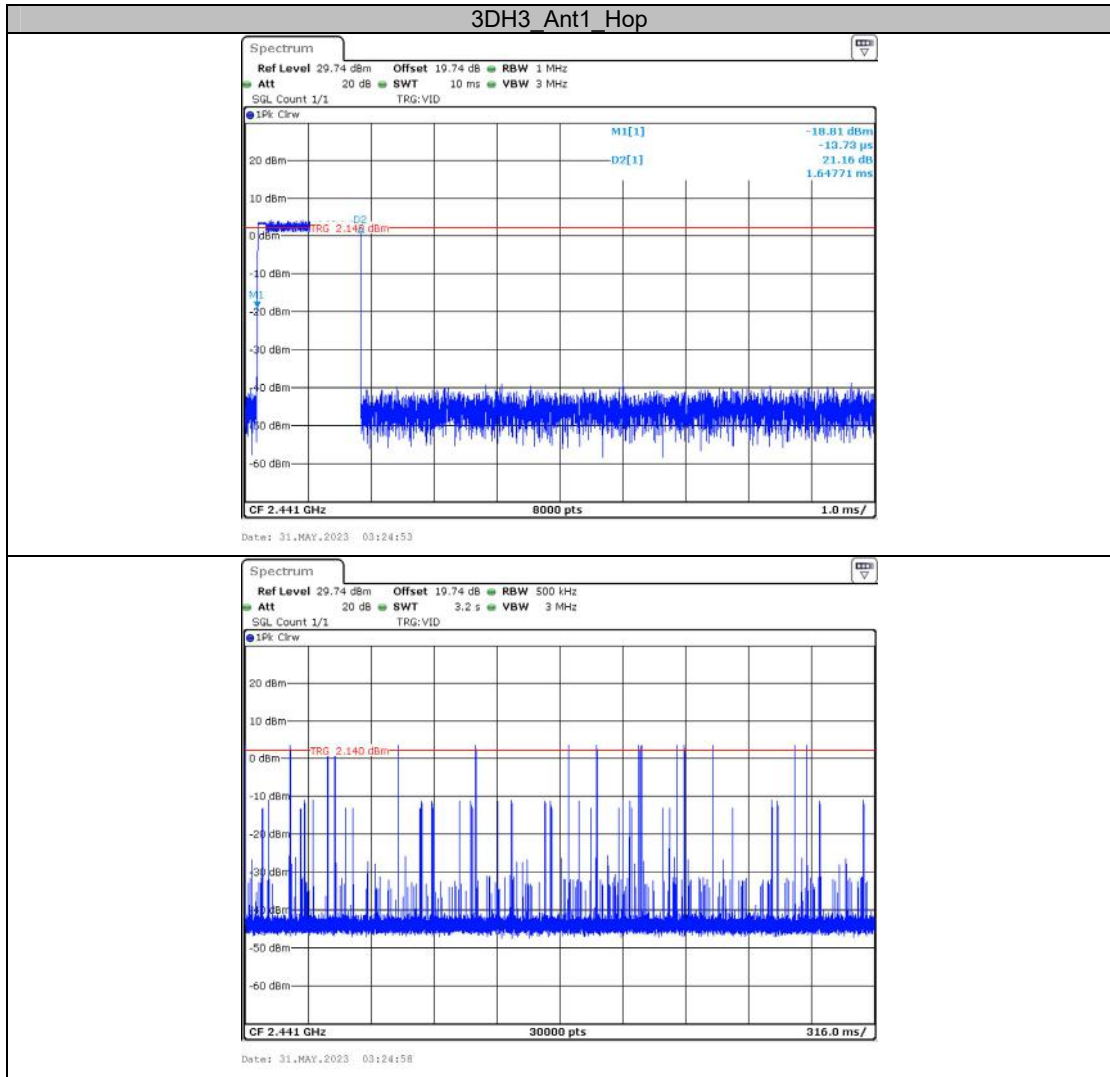 3DH3_Ant1_Hop
Spectrum
Ref Level 29.74 dBm Offset 19.74 dB RBW 1 MHz
Att 20 dB SWT 10 ms VBW 3 MHz
SGL Count 1/1 TRG:VID
1Pk Clrw
M1[1] -18.81 dBm
-13.73 µs
20 dBm D2[1] 21.16 dB
1.64771 ms
10 dBm
D2
TRG 2.145 dBm
0 dBm
-10 dBm
M1
-20 dBm
-30 dBm
-40 dBm
-50 dBm
-60 dBm
CF 2.441 GHz 8000 pts 1.0 ms/
Date: 31.MAY.2023 03:24:53
Spectrum
Ref Level 29.74 dBm Offset 19.74 dB RBW 500 kHz
Att 20 dB SWT 3.2 s VBW 3 MHz
SGL Count 1/1 TRG:VID
1Pk Clrw
20 dBm
10 dBm
TRG 2.140 dBm
0 dBm
-10 dBm
-20 dBm
-30 dBm
-40 dBm
-50 dBm
-60 dBm
CF 2.441 GHz 30000 pts 316.0 ms/
Date: 31.MAY.2023 03:24:58